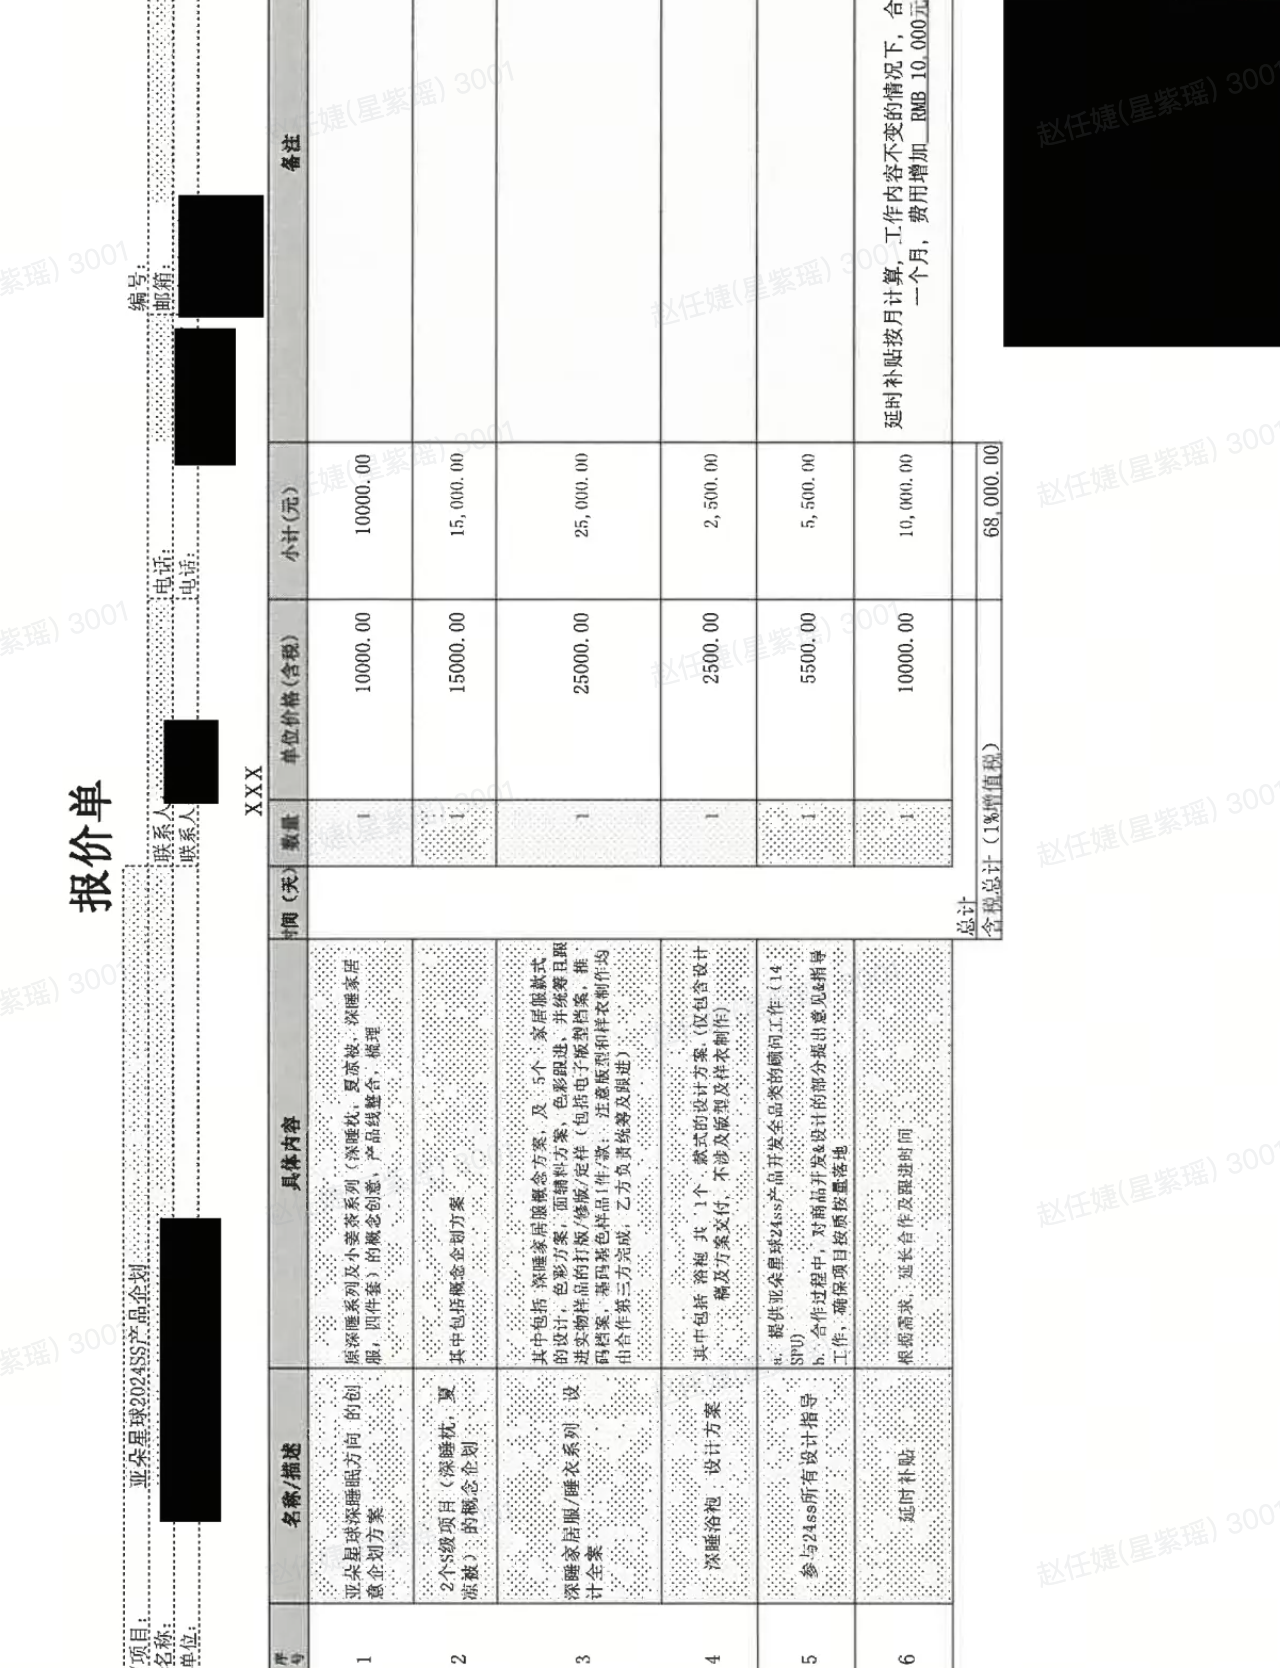 报价单
项目：
亚朵星球2024SS产品企划
编号：
名称：
联系人
电话：
邮箱：
单位：
联系人
电话：
XXX
序号
名称/描述
具体内容
时间（天）
数量
单位价格(含税)
小计(元)
备注
1
亚朵星球深睡眠方向 的创
意企划方案
原深睡系列及小姜茶系列（深睡枕，夏凉被，深睡家居
服，四件套）的概念创意，产品线整合，梳理
1
10000.00
10000.00
2
2个S级项目（深睡枕，夏
凉被） 的概念企划
其中包括概念企划方案
1
15000.00
15,000.00
3
深睡家居服/睡衣系列 设
计全案
其中包括 深睡家居服概念方案，及 5个 家居服款式
的设计，色彩方案，面辅料方案，色彩跟进，并统筹且跟
进实物样品的打版/修版/定样（包括电子版型档案，推
码档案，基码基色样品1件/款； 注意版型和样衣制作均
由合作第三方完成，乙方负责统筹及跟进）
1
25000.00
25,000.00
4
深睡浴袍 设计方案
其中包括 浴袍 共 1个 款式的设计方案.(仅包含设计
稿及方案交付，不涉及版型及样衣制作)
1
2500.00
2,500.00
5
参与24ss所有设计指导
a. 提供亚朵星球24ss产品开发全品类的顾问工作（14
SPU)
b. 合作过程中，对商品开发&设计的部分提出意见&指导
工作，确保项目按质按量落地
1
5500.00
5,500.00
6
延时补贴
根据需求，延长合作及跟进时间
1
10000.00
10,000.00
延时补贴按月计算，工作内容不变的情况下，合
一个月，费用增加 RMB 10,000元
总计
含税总计（1%增值税）
68,000.00
赵任婕(星紫瑶) 3001